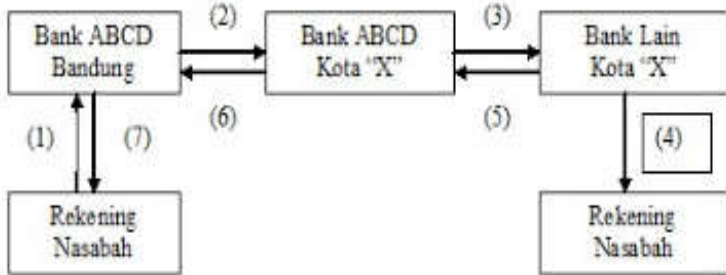 (2)
(3)
Bank ABCD
Bandung
Bank ABCD
Kota “X”
Bank Lain
Kota “X”
(6)
(5)
(1)
(7)
(4)
Rekening
Nasabah
Rekening
Nasabah